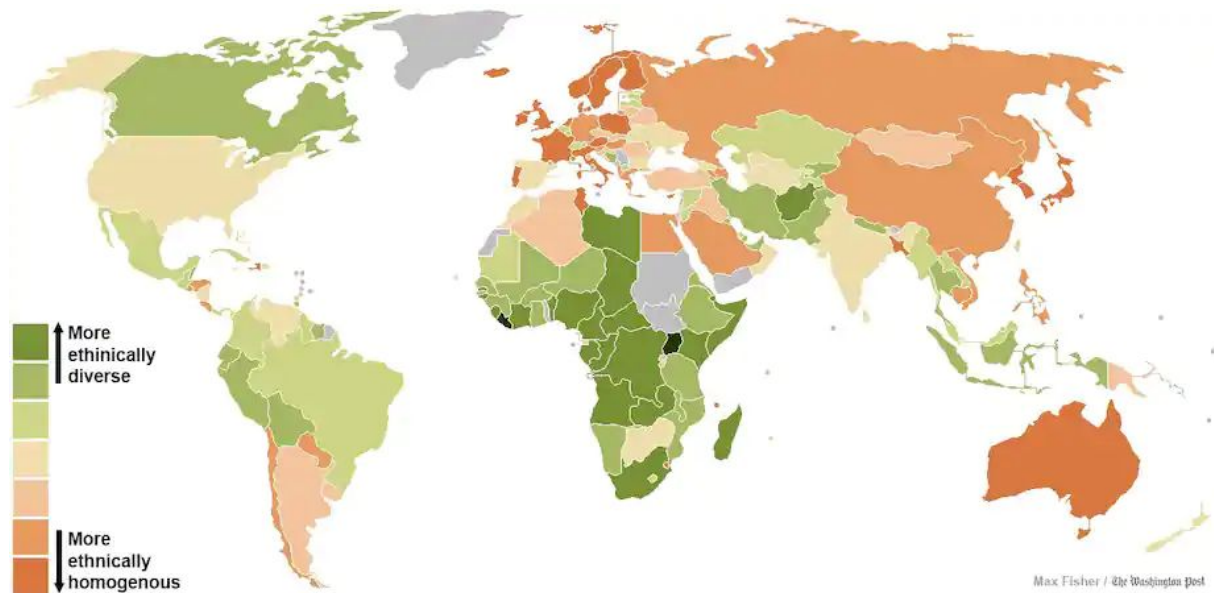 More
ethinically
diverse
More
ethnically
homogenous
Max Fisher / The Washington Post